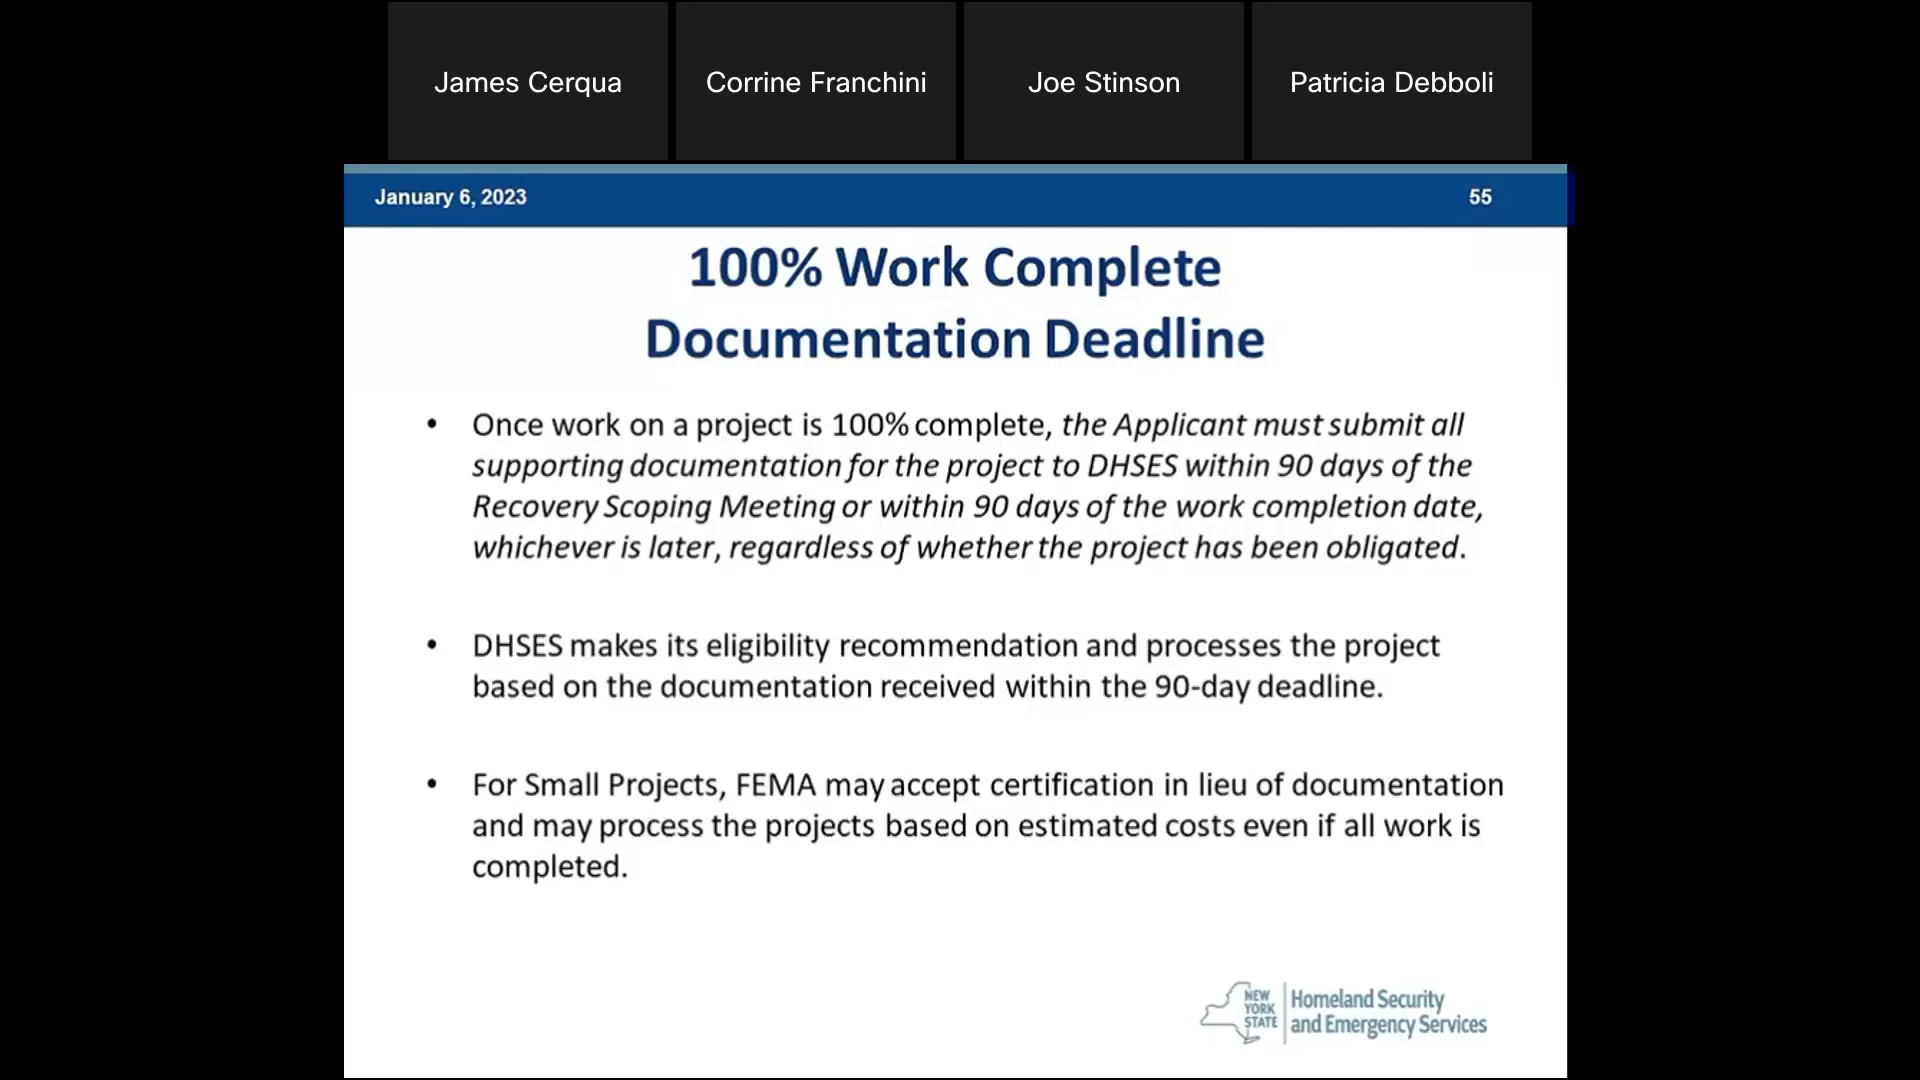 James Cerqua
Corrine Franchini
Joe Stinson
Patricia Debboli
January 6, 2023
55
100% Work Complete
Documentation Deadline
• Once work on a project is 100% complete, the Applicant must submit all
supporting documentation for the project to DHSES within 90 days of the
Recovery Scoping Meeting or within 90 days of the work completion date,
whichever is later, regardless of whether the project has been obligated.
• DHSES makes its eligibility recommendation and processes the project
based on the documentation received within the 90-day deadline.
• For Small Projects, FEMA may accept certification in lieu of documentation
and may process the projects based on estimated costs even if all work is
completed.
NEW
YORK
STATE
Homeland Security
and Emergency Services